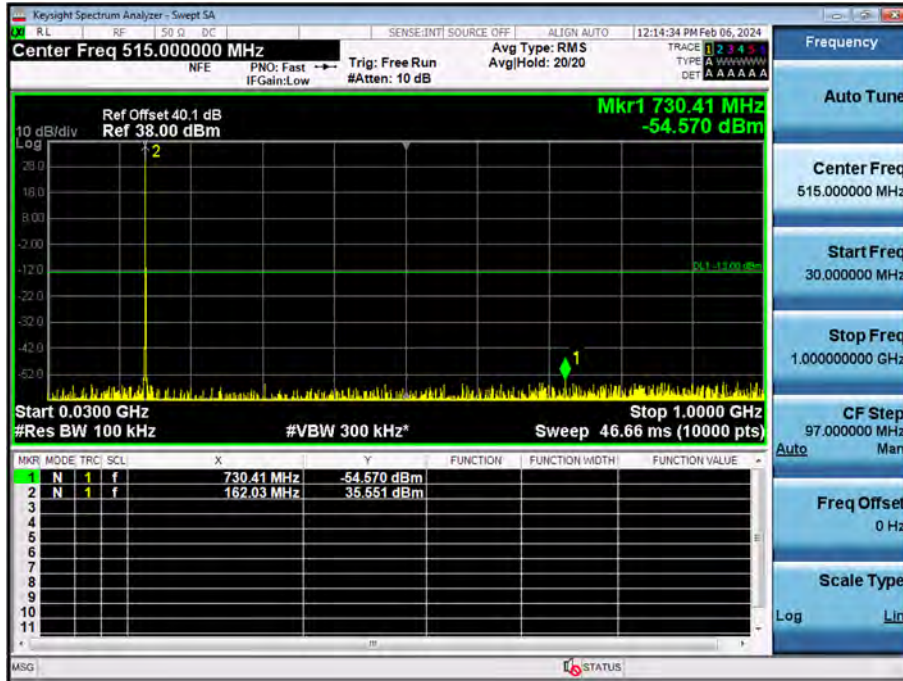 Keysight Spectrum Analyzer - Swept SA
RL RF 50 Ω DC SENSE:INT SOURCE OFF ALIGN AUTO 12:14:34 PM Feb 06, 2024
Center Freq 515.000000 MHz
NFE
PNO: Fast
IFGain:Low
Trig: Free Run
#Atten: 10 dB
Avg Type: RMS
Avg|Hold: 20/20
TRACE 1 2 3 4 5 6
TYPE A WWWWW
DET A A A A A A
Ref Offset 40.1 dB
10 dB/div Ref 38.00 dBm
Log
Mkr1 730.41 MHz
-54.570 dBm
2
28.0
18.0
8.00
-2.00
-12.0
DL1 -13.00 dBm
-22.0
-32.0
-42.0
1
-52.0
Start 0.0300 GHz Stop 1.0000 GHz
#Res BW 100 kHz #VBW 300 kHz* Sweep 46.66 ms (10000 pts)
MKR MODE TRC SCL X Y FUNCTION FUNCTION WIDTH FUNCTION VALUE
1 N 1 f 730.41 MHz -54.570 dBm
2 N 1 f 162.03 MHz 35.551 dBm
3
4
5
6
7
8
9
10
11
MSG STATUS
Frequency
Auto Tune
Center Freq
515.000000 MHz
Start Freq
30.000000 MHz
Stop Freq
1.000000000 GHz
CF Step
97.000000 MHz
Auto Man
Freq Offset
0 Hz
Scale Type
Log Lin